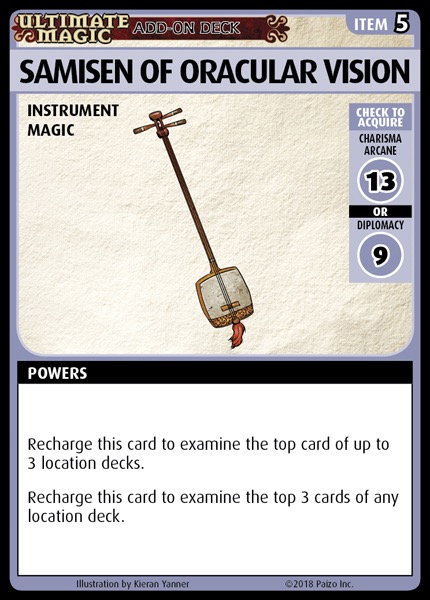 ULTIMATE MAGIC ADD-ON DECK ITEM 5
SAMISEN OF ORACULAR VISION
INSTRUMENT
MAGIC
CHECK TO
ACQUIRE
CHARISMA
ARCANE
13
OR
DIPLOMACY
9
POWERS
Recharge this card to examine the top card of up to
3 location decks.
Recharge this card to examine the top 3 cards of any
location deck.
Illustration by Kieran Yanner ©2018 Paizo Inc.